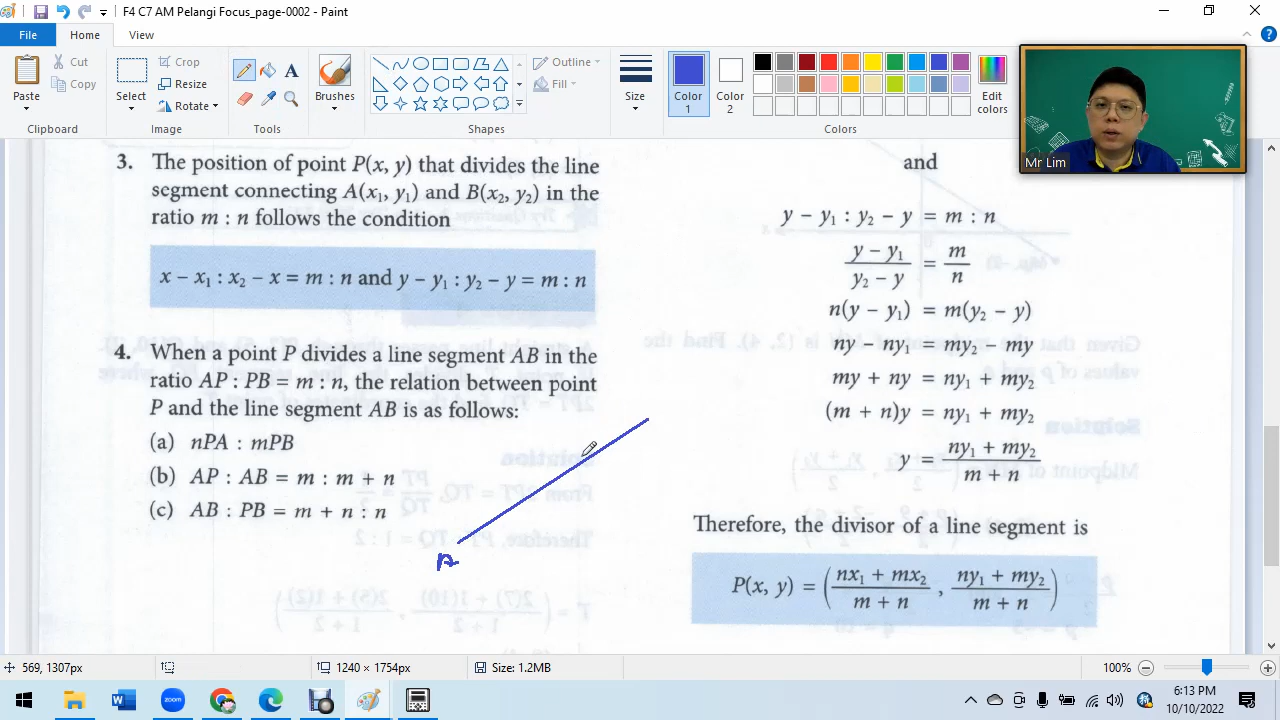 F4 C7 AM Pelangi Focus_page-0002 - Paint
File
Home
View
Paste
Cut
Copy
Clipboard
Select
Crop
Resize
Rotate
Image
A
Tools
Brushes
Outline
Fill
Shapes
Size
Color 1
Color 2
Edit colors
Colors
Mr Lim
3. The position of point P(x, y) that divides the line
segment connecting A(x₁, y₁) and B(x₂, y₂) in the
ratio m : n follows the condition
x – x₁ : x₂ – x = m : n and y – y₁ : y₂ – y = m : n
4. When a point P divides a line segment AB in the
ratio AP : PB = m : n, the relation between point
P and the line segment AB is as follows:
(a) nPA : mPB
(b) AP : AB = m : m + n
(c) AB : PB = m + n : n
and
y – y₁ : y₂ – y = m : n
(y – y₁)/(y₂ – y) = m/n
n(y – y₁) = m(y₂ – y)
ny – ny₁ = my₂ – my
my + ny = ny₁ + my₂
(m + n)y = ny₁ + my₂
y = (ny₁ + my₂)/(m + n)
Therefore, the divisor of a line segment is
P(x, y) = ((nx₁ + mx₂)/(m + n) , (ny₁ + my₂)/(m + n))
569, 1307px
1240 × 1754px
Size: 1.2MB
100%
zoom
6:13 PM
10/10/2022